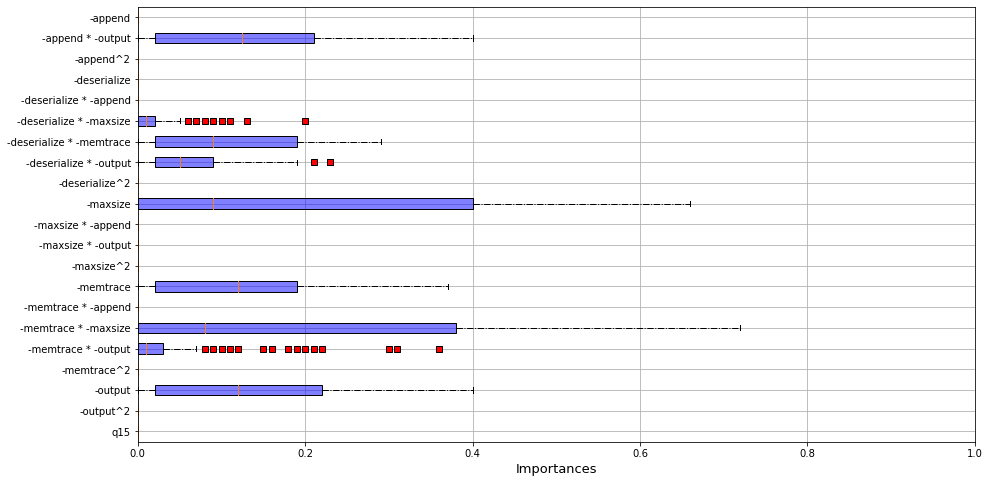 -append
-append * -output
-append^2
-deserialize
-deserialize * -append
-deserialize * -maxsize
-deserialize * -memtrace
-deserialize * -output
-deserialize^2
-maxsize
-maxsize * -append
-maxsize * -output
-maxsize^2
-memtrace
-memtrace * -append
-memtrace * -maxsize
-memtrace * -output
-memtrace^2
-output
-output^2
q15
0.0 0.2 0.4 0.6 0.8 1.0
Importances